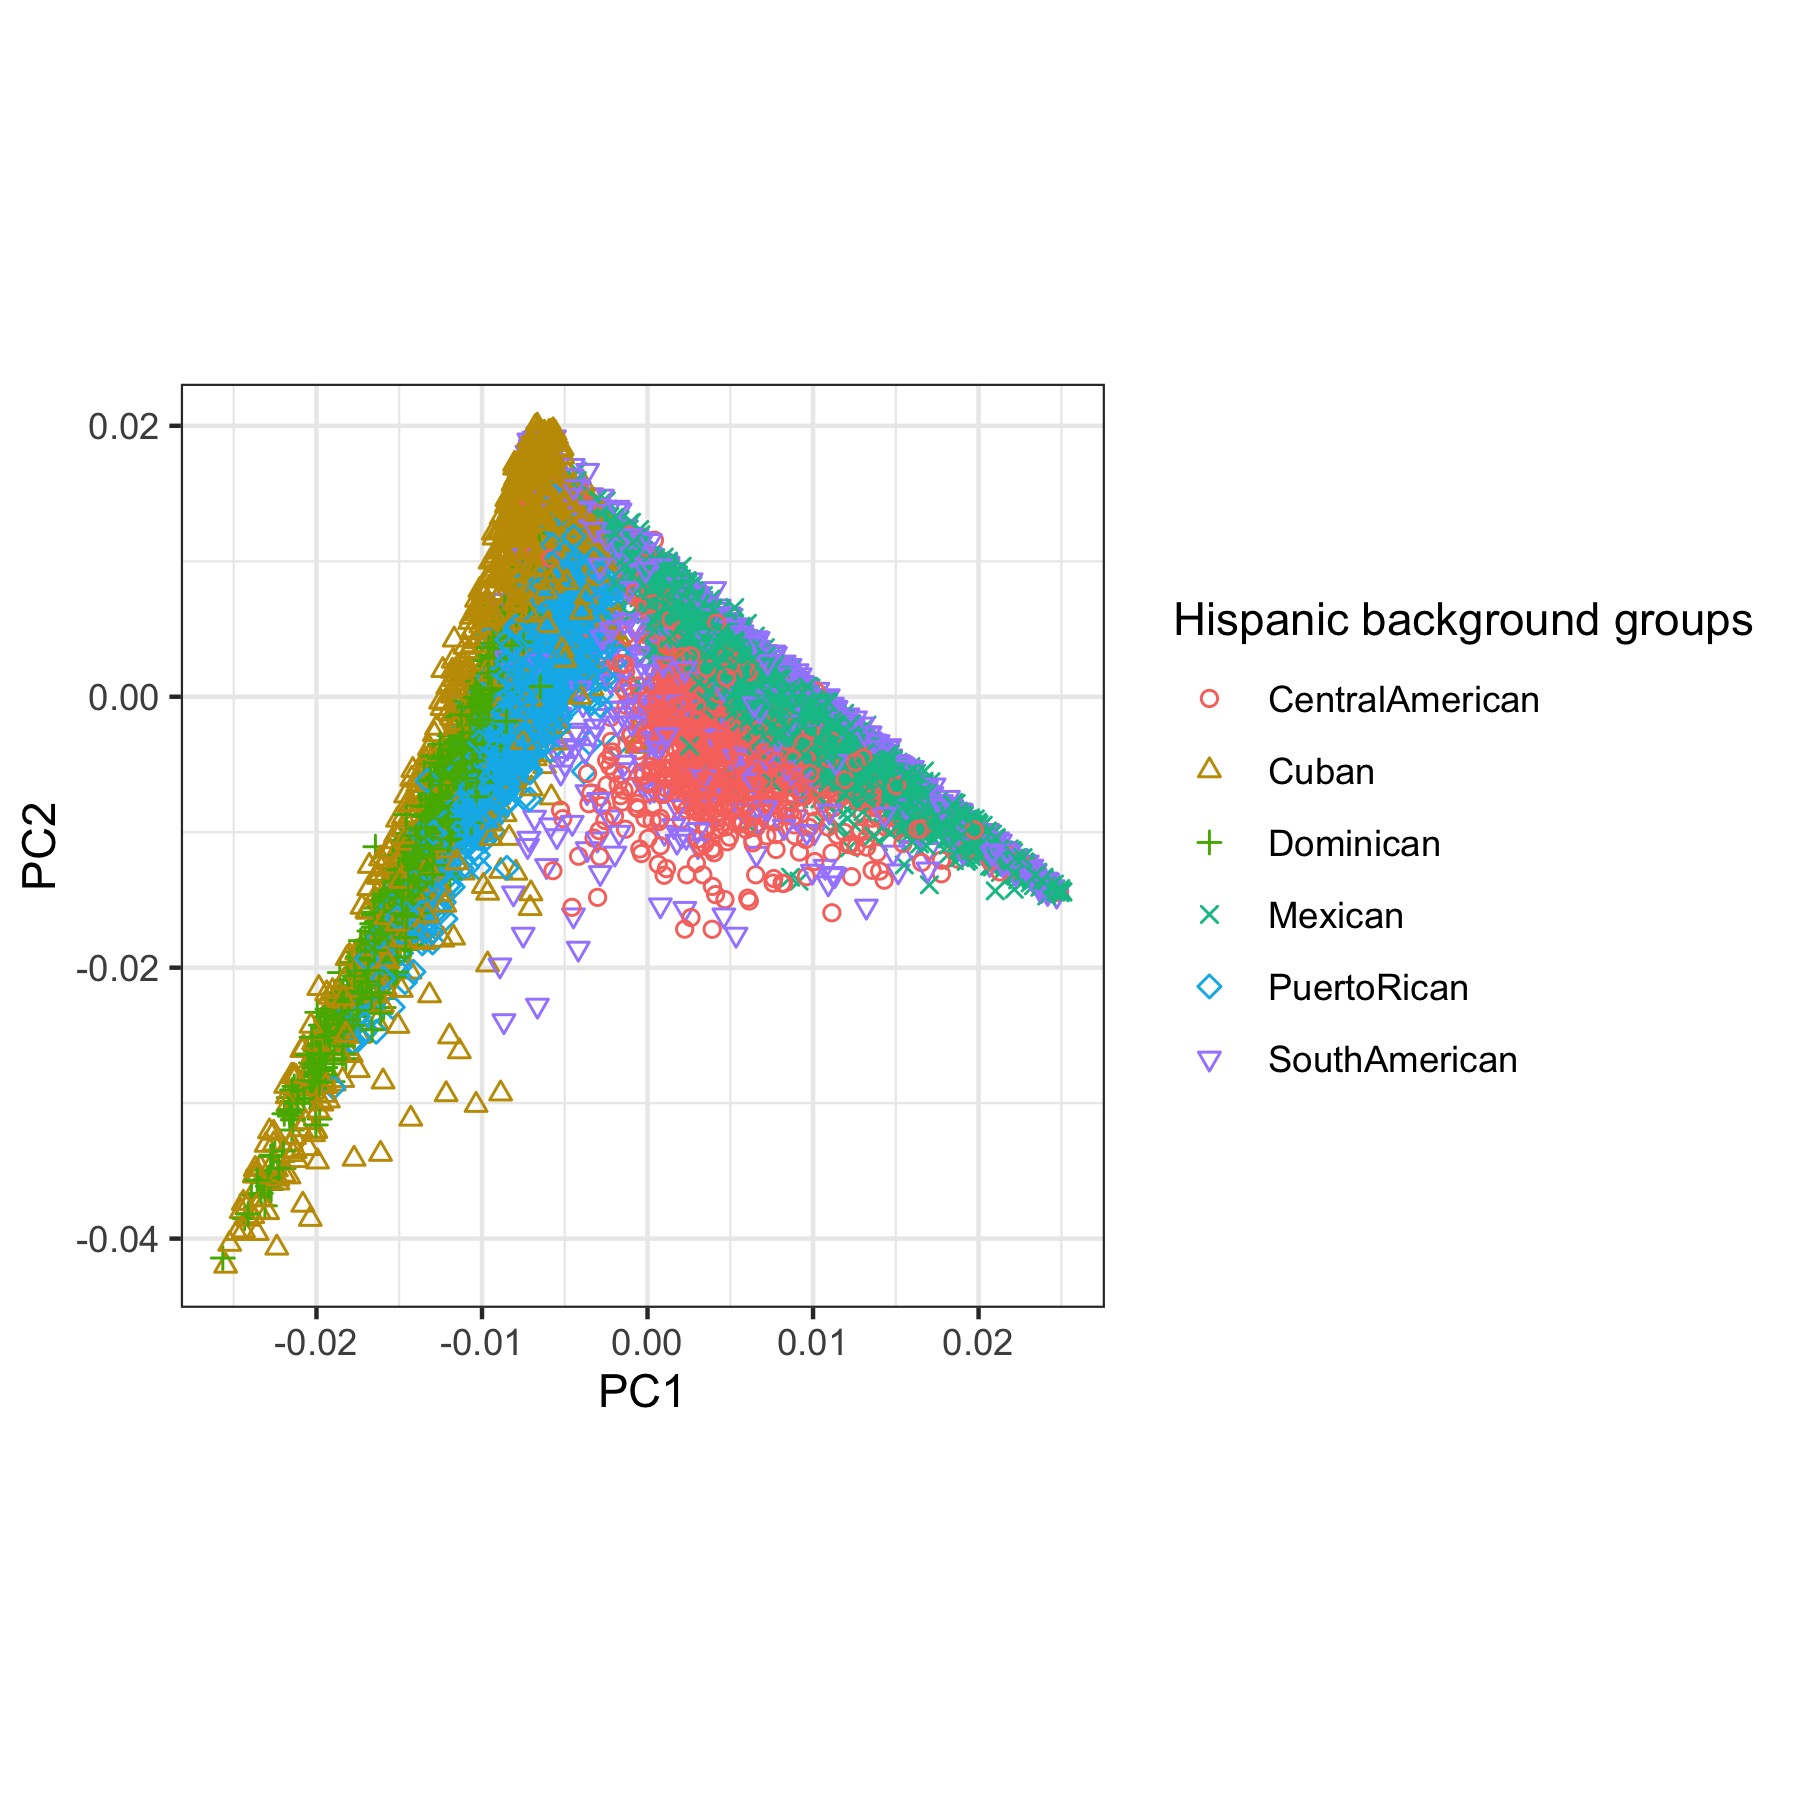 0.02
0.00
-0.02
-0.04
PC2
-0.02
-0.01
0.00
0.01
0.02
PC1
Hispanic background groups
CentralAmerican
Cuban
Dominican
Mexican
PuertoRican
SouthAmerican